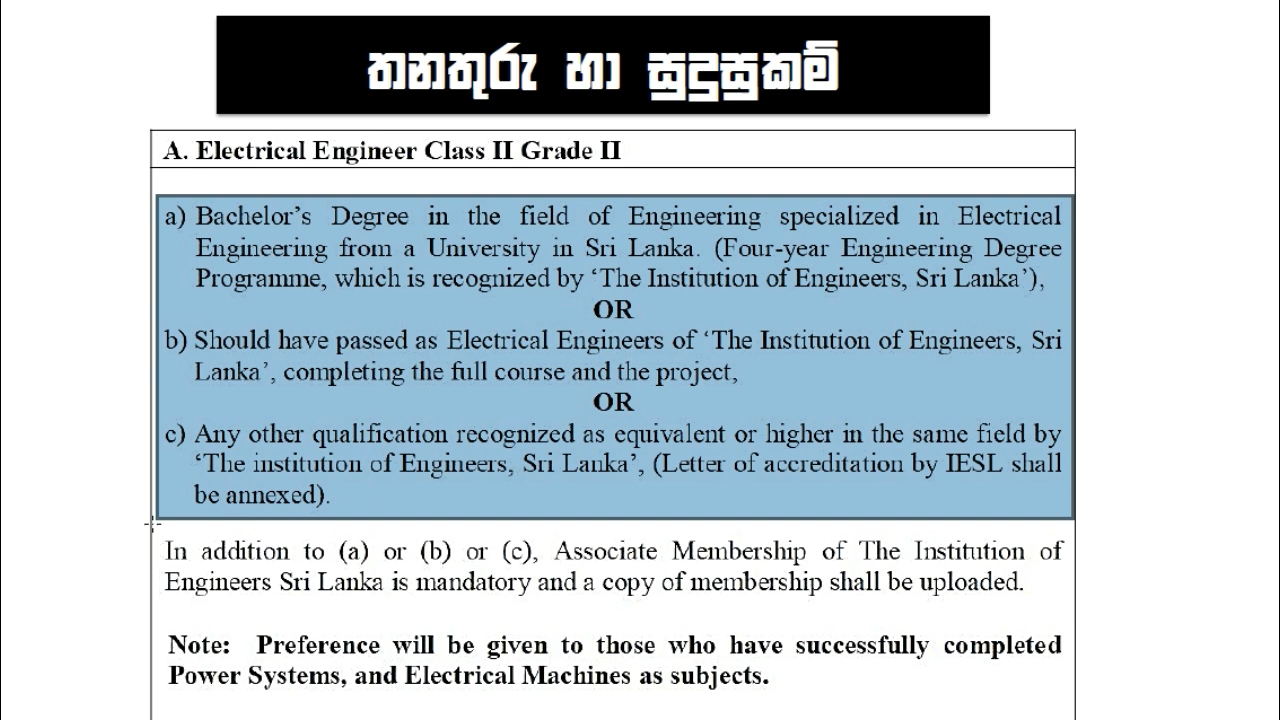 තනතුරු හා සුදුසුකම්
A. Electrical Engineer Class II Grade II
a) Bachelor's Degree in the field of Engineering specialized in Electrical
Engineering from a University in Sri Lanka. (Four-year Engineering Degree
Programme, which is recognized by 'The Institution of Engineers, Sri Lanka'),
OR
b) Should have passed as Electrical Engineers of 'The Institution of Engineers, Sri
Lanka', completing the full course and the project,
OR
c) Any other qualification recognized as equivalent or higher in the same field by
'The institution of Engineers, Sri Lanka', (Letter of accreditation by IESL shall
be annexed).
In addition to (a) or (b) or (c), Associate Membership of The Institution of
Engineers Sri Lanka is mandatory and a copy of membership shall be uploaded.
Note: Preference will be given to those who have successfully completed
Power Systems, and Electrical Machines as subjects.